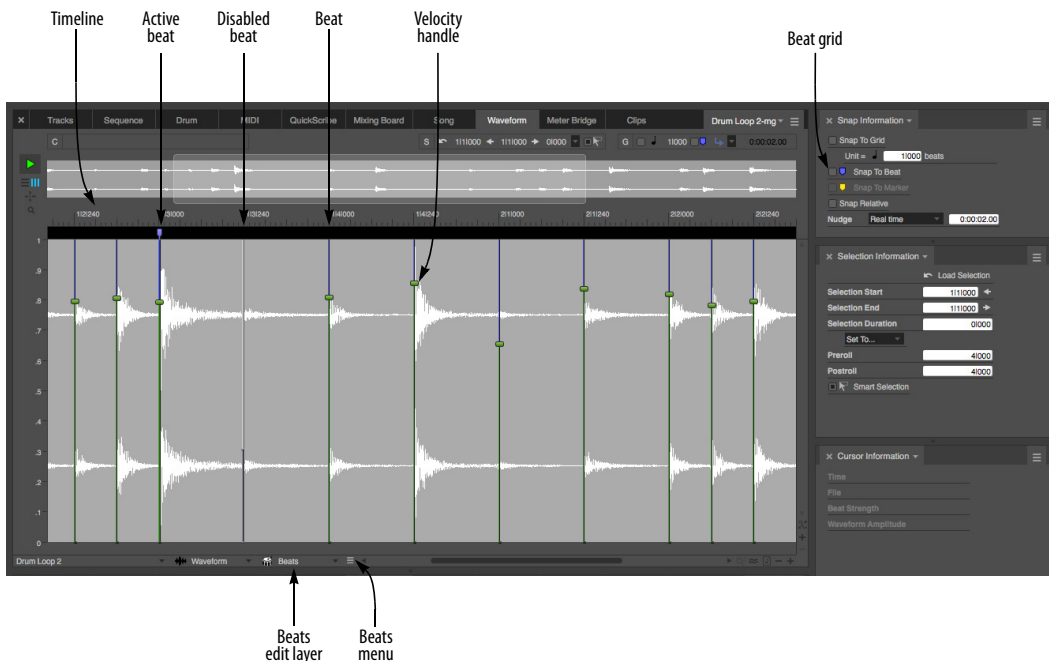 Timeline
Active beat
Disabled beat
Beat
Velocity handle
Beat grid
Tracks Sequence Drum MIDI QuickScribe Mixing Board Song Waveform Meter Bridge Clips Drum Loop 2-mg
C
S 1|1|000 1|1|000 0|000 G 1|000 0:00:02.00
1|2|240 1|3|000 1|3|240 1|4|000 1|4|240 2|1|000 2|1|240 2|2|000 2|2|240
1
.9
.8
.7
.6
.5
.4
.3
.2
.1
0
Drum Loop 2 Waveform Beats
Snap Information
Snap To Grid
Unit = 1|000 beats
Snap To Beat
Snap To Marker
Snap Relative
Nudge Real time 0:00:02.00
Selection Information
Load Selection
Selection Start 1|1|000
Selection End 1|1|000
Selection Duration 0|000
Set To...
Preroll 4|000
Postroll 4|000
Smart Selection
Cursor Information
Time
File
Beat Strength
Waveform Amplitude
Beats edit layer
Beats menu